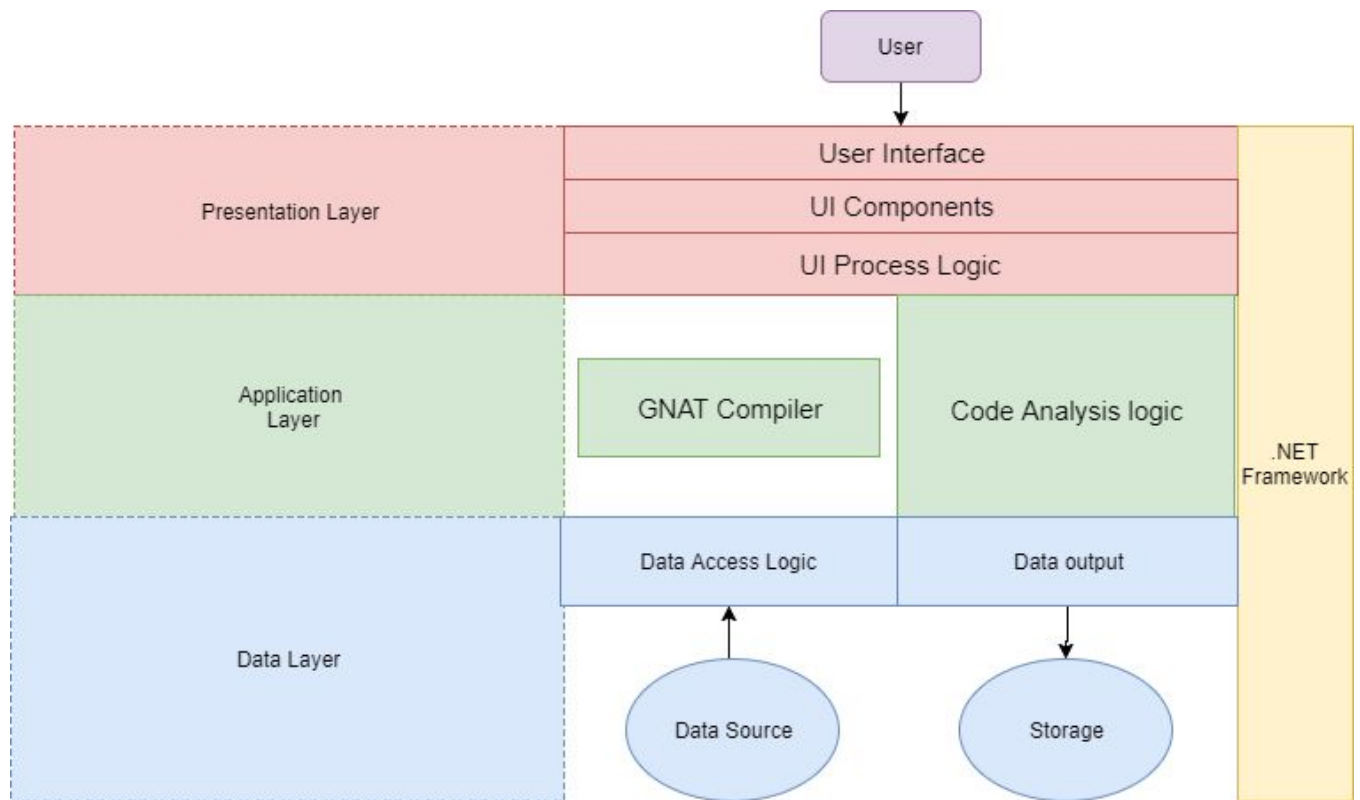 User
User Interface
Presentation Layer
UI Components
UI Process Logic
Application
Layer
GNAT Compiler
Code Analysis logic
.NET
Framework
Data Access Logic
Data output
Data Layer
Data Source
Storage